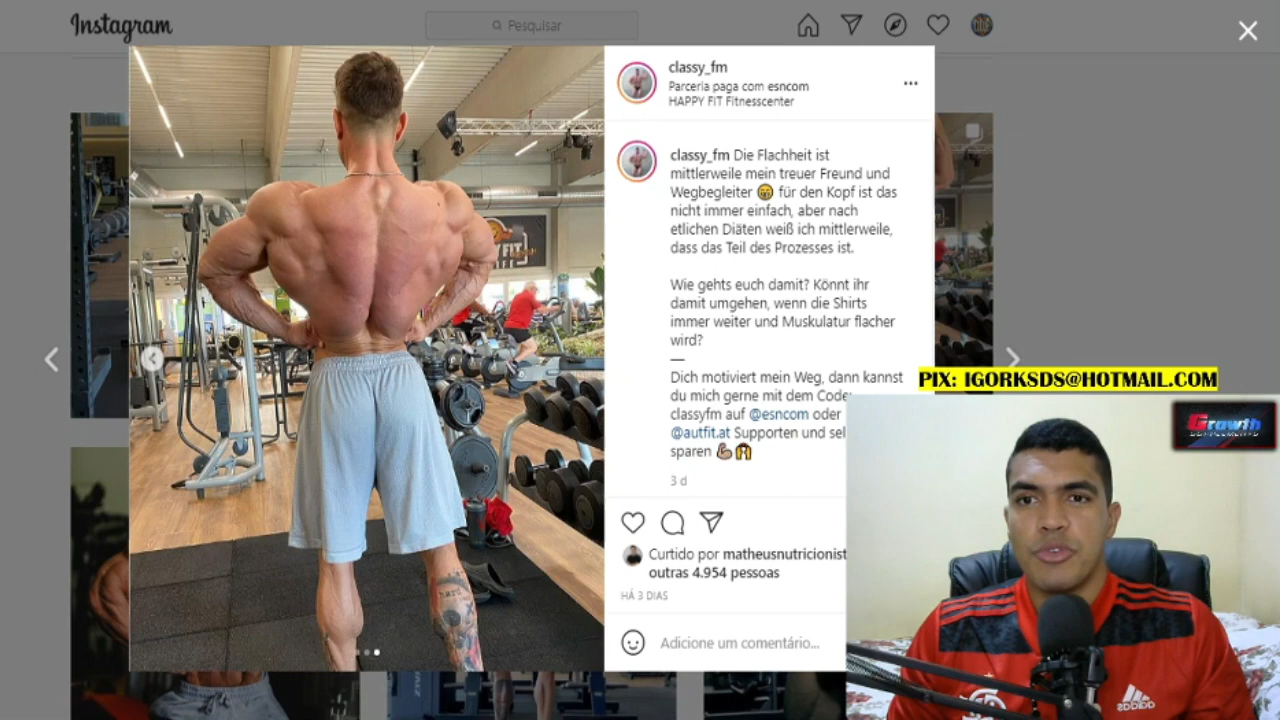 Instagram
Pesquisar
classy_fm
Parceria paga com esncom
HAPPY FIT Fitnesscenter
classy_fm Die Flachheit ist
mittlerweile mein treuer Freund und
Wegbegleiter 😁 für den Kopf ist das
nicht immer einfach, aber nach
etlichen Diäten weiß ich mittlerweile,
dass das Teil des Prozesses ist.
Wie gehts euch damit? Könnt ihr
damit umgehen, wenn die Shirts
immer weiter und Muskulatur flacher
wird?
—
Dich motiviert mein Weg, dann kannst
du mich gerne mit dem Code:
classyfm auf @esncom oder
@autfit.at Supporten und sel
sparen 💪🏽🙌
3 d
Curtido por matheusnutricionist
outras 4.954 pessoas
HÁ 3 DIAS
Adicione um comentário...
PIX: IGORKSDS@HOTMAIL.COM
Growth
adidas